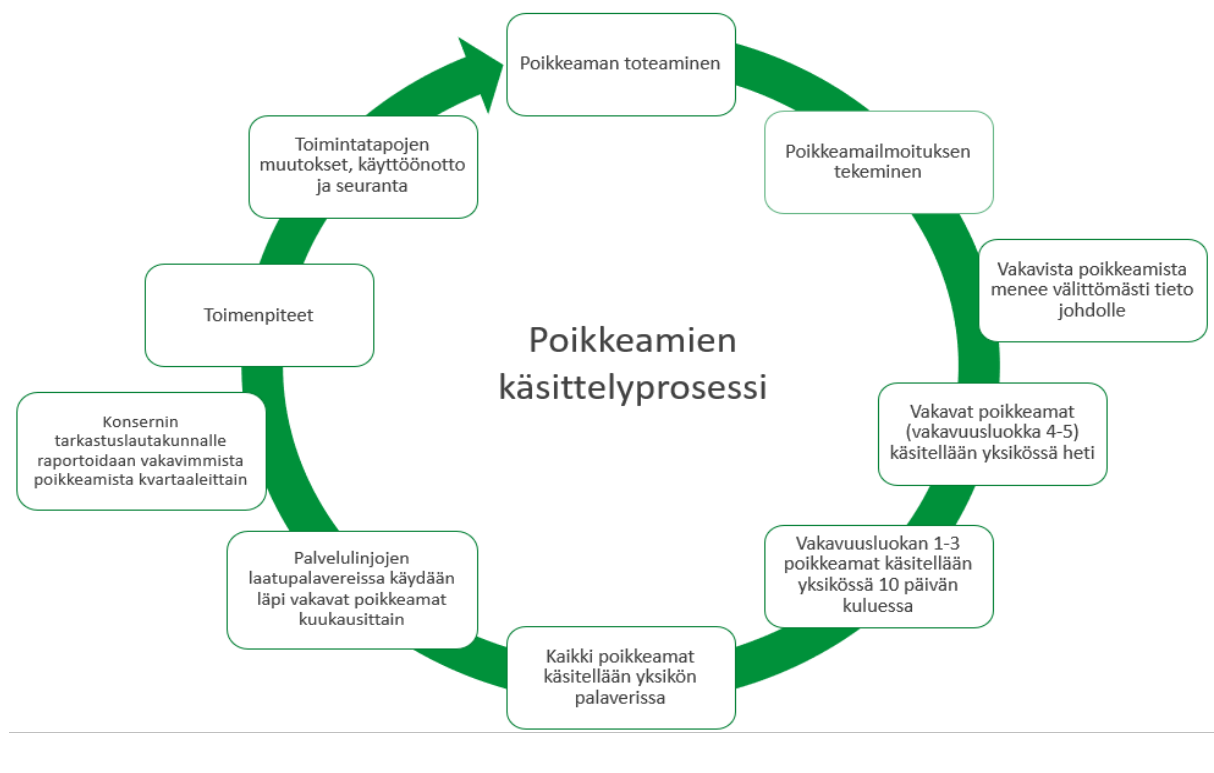 Poikkeaman toteaminen
Poikkeamailmoituksen
tekeminen
Vakavista poikkeamista
menee välittömästi tieto
johdolle
Vakavat poikkeamat
(vakavuusluokka 4-5)
käsitellään yksikössä heti
Vakavuusluokan 1-3
poikkeamat käsitellään
yksikössä 10 päivän
kuluessa
Kaikki poikkeamat
käsitellään yksikön
palaverissa
Palvelulinjojen
laatupalavereissa käydään
läpi vakavat poikkeamat
kuukausittain
Konsernin
tarkastuslautakunnalle
raportoidaan vakavimmista
poikkeamista kvartaaleittain
Toimenpiteet
Toimintatapojen
muutokset, käyttöönotto
ja seuranta
Poikkeamien
käsittelyprosessi